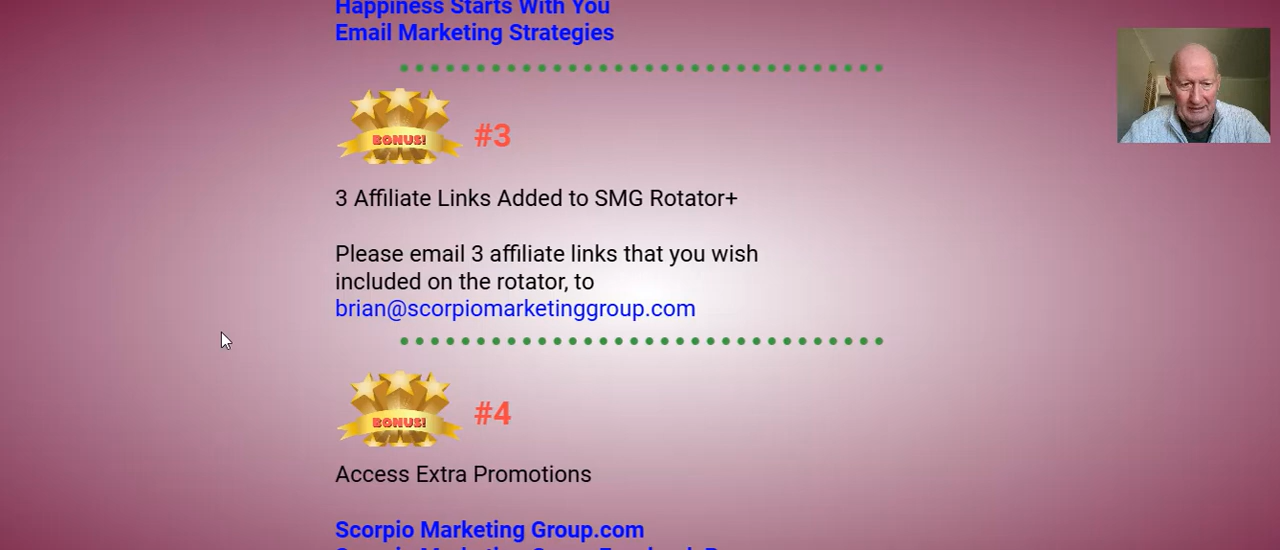 Happiness Starts With You
Email Marketing Strategies
BONUS!
#3
3 Affiliate Links Added to SMG Rotator+
Please email 3 affiliate links that you wish
included on the rotator, to
brian@scorpiomarketinggroup.com
BONUS!
#4
Access Extra Promotions
Scorpio Marketing Group.com